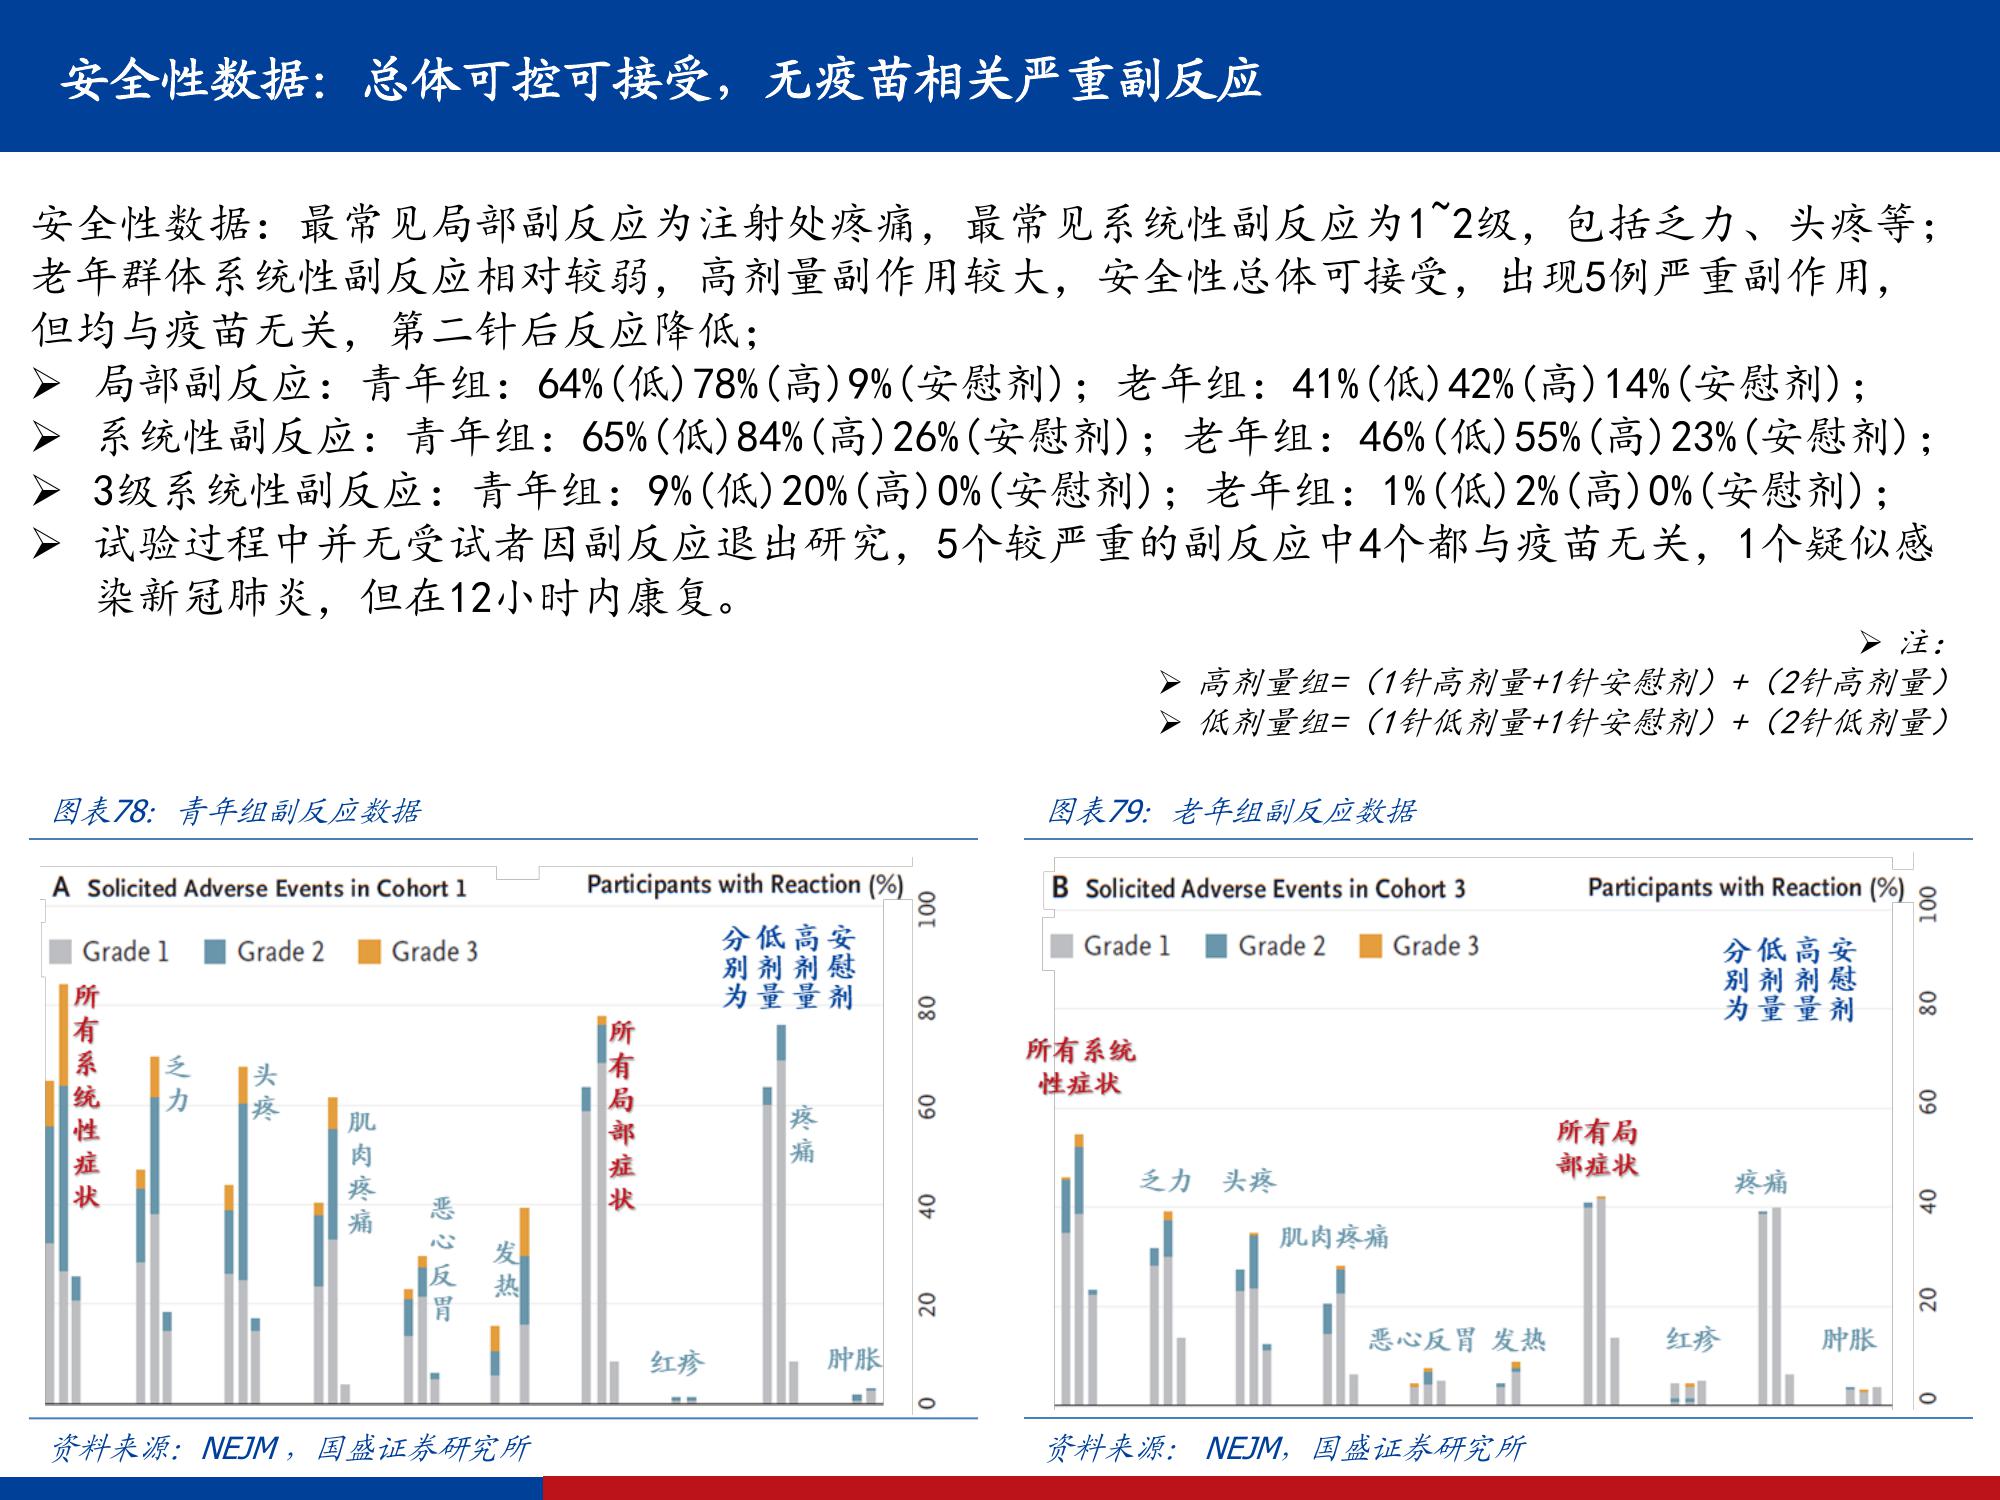 安全性数据：总体可控可接受，无疫苗相关严重副反应
安全性数据：最常见局部副反应为注射处疼痛，最常见系统性副反应为1~2级，包括乏力、头疼等；
老年群体系统性副反应相对较弱，高剂量副作用较大，安全性总体可接受，出现5例严重副作用，
但均与疫苗无关，第二针后反应降低；
➢ 局部副反应：青年组：64%(低)78%(高)9%(安慰剂)；老年组：41%(低)42%(高)14%(安慰剂)；
➢ 系统性副反应：青年组：65%(低)84%(高)26%(安慰剂)；老年组：46%(低)55%(高)23%(安慰剂)；
➢ 3级系统性副反应：青年组：9%(低)20%(高)0%(安慰剂)；老年组：1%(低)2%(高)0%(安慰剂)；
➢ 试验过程中并无受试者因副反应退出研究，5个较严重的副反应中4个都与疫苗无关，1个疑似感
染新冠肺炎，但在12小时内康复。
➢ 注：
➢ 高剂量组=（1针高剂量+1针安慰剂）+（2针高剂量）
➢ 低剂量组=（1针低剂量+1针安慰剂）+（2针低剂量）
图表78：青年组副反应数据
A Solicited Adverse Events in Cohort 1
Participants with Reaction (%)
Grade 1 Grade 2 Grade 3
分别为 低剂量 高剂量 安慰剂
所有系统性症状
乏力
头疼
肌肉疼痛
恶心反胃
发热
所有局部症状
红疹
疼痛
肿胀
100
80
60
40
20
0
资料来源：NEJM，国盛证券研究所
图表79：老年组副反应数据
B Solicited Adverse Events in Cohort 3
Participants with Reaction (%)
Grade 1 Grade 2 Grade 3
分别为 低剂量 高剂量 安慰剂
所有系统
性症状
乏力
头疼
肌肉疼痛
恶心反胃
发热
所有局
部症状
红疹
疼痛
肿胀
100
80
60
40
20
0
资料来源： NEJM，国盛证券研究所